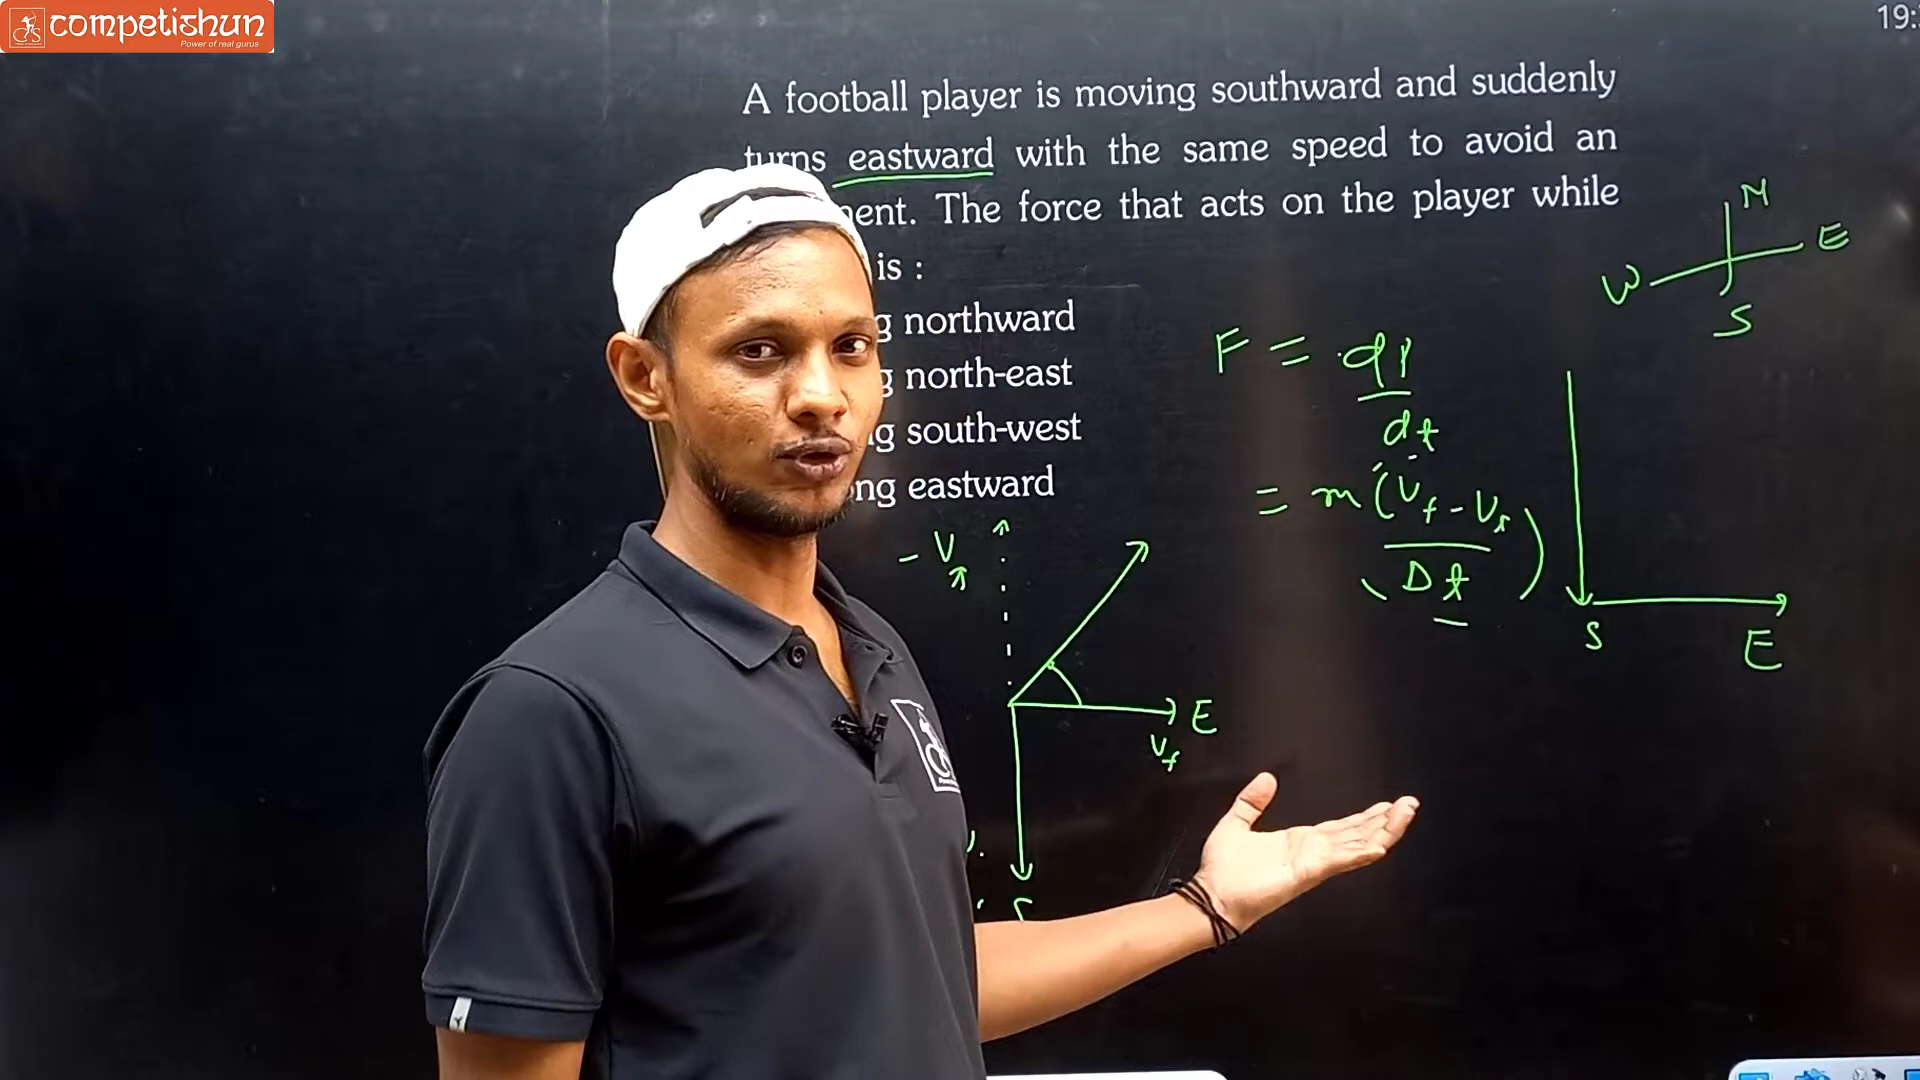 competishun
Power of real gurus
19:
A football player is moving southward and suddenly
turns eastward with the same speed to avoid an
ent. The force that acts on the player while
is :
g northward
g north-east
g south-west
ng eastward
N
E
W
S
F = dp
dt
= m (Vf - Vi)
Δt
S
E
- V
E
Vf